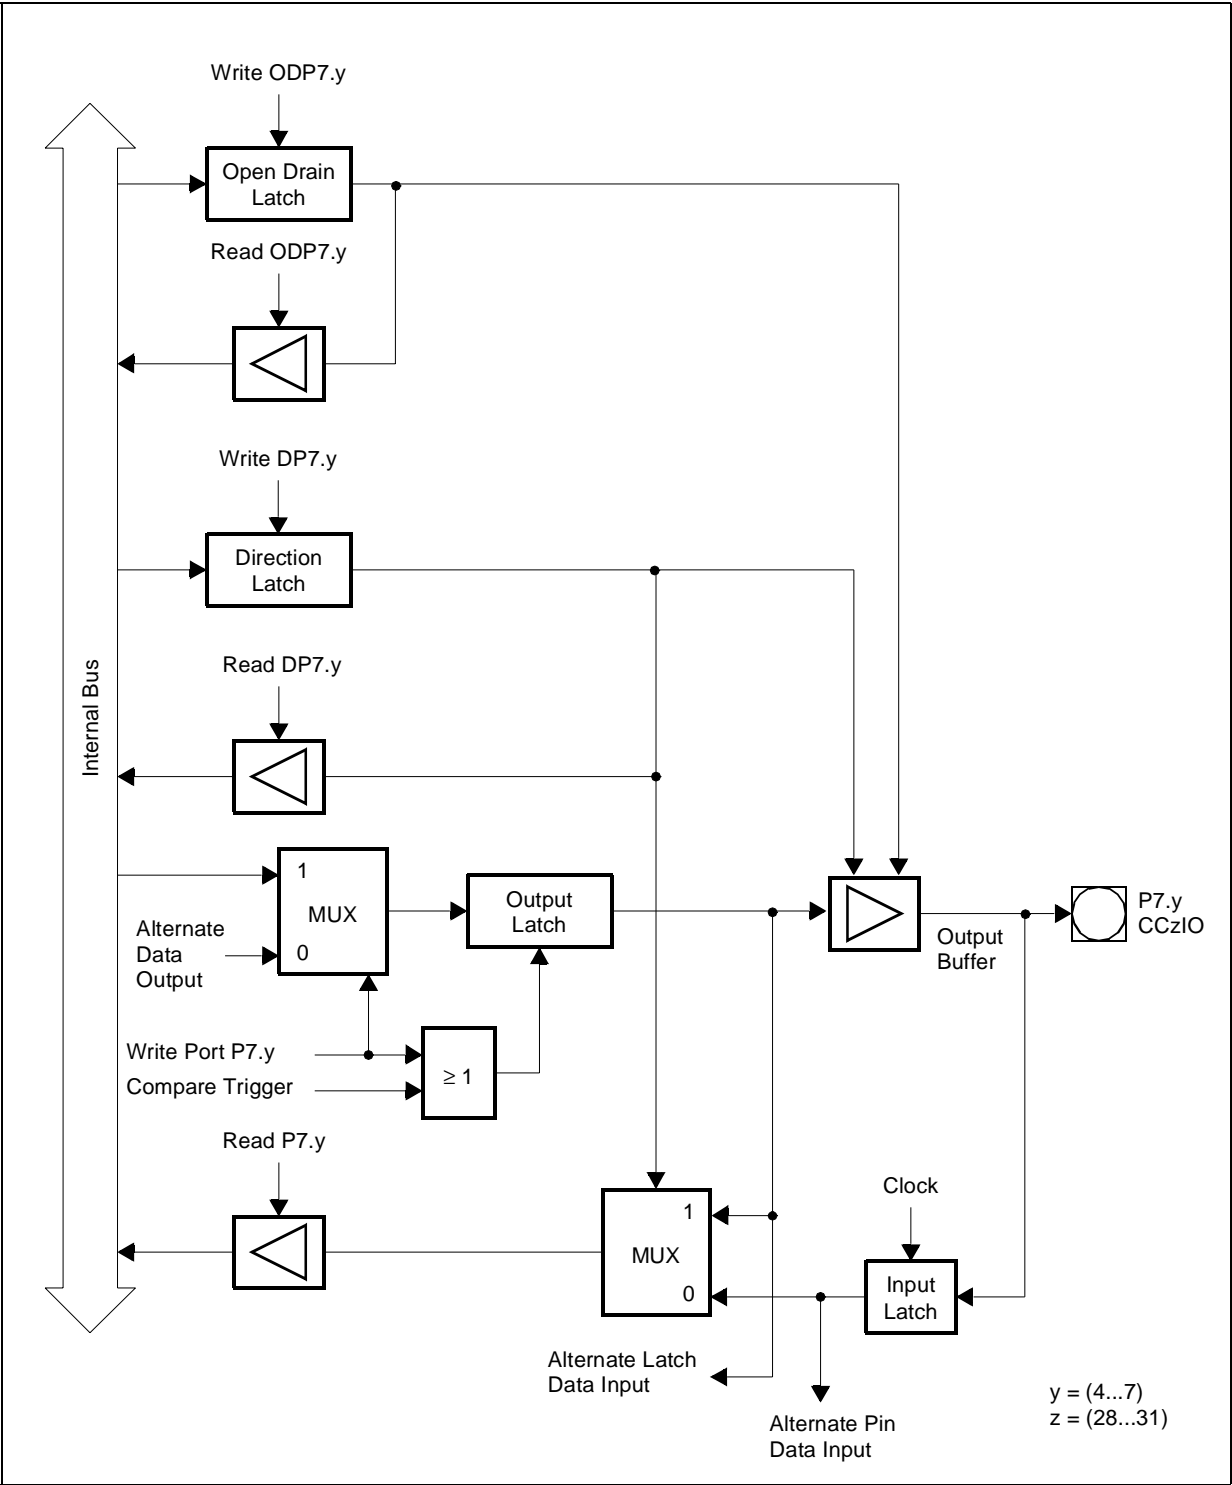 Write ODP7.y
Open Drain
Latch
Read ODP7.y
Write DP7.y
Direction
Latch
Read DP7.y
Internal Bus
1
MUX
0
Alternate
Data
Output
Output
Latch
Output
Buffer
P7.y
CCzIO
Write Port P7.y
Compare Trigger
≥ 1
Read P7.y
1
MUX
0
Clock
Input
Latch
Alternate Latch
Data Input
Alternate Pin
Data Input
y = (4...7)
z = (28...31)